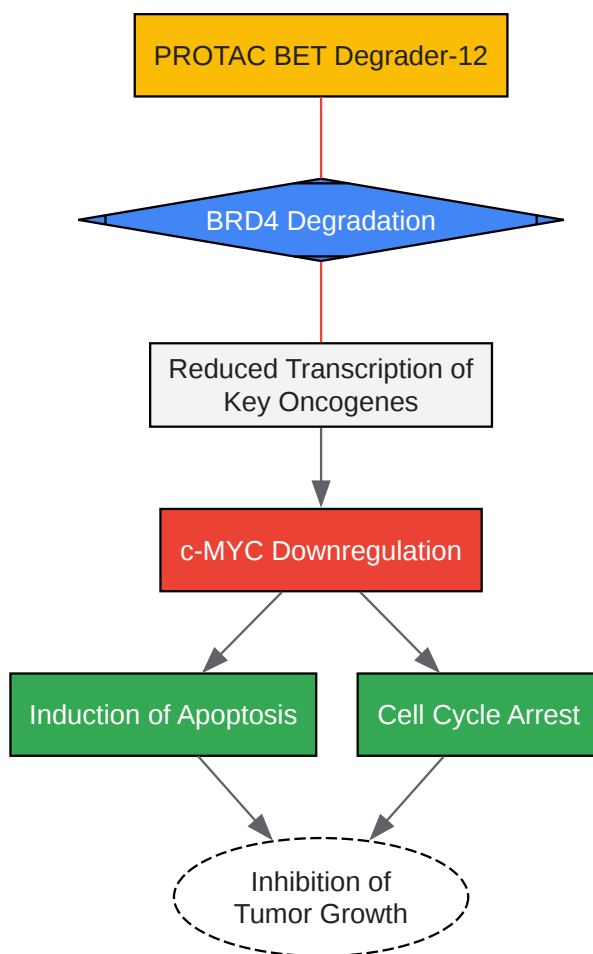 PROTAC BET Degrader-12
BRD4 Degradation
Reduced Transcription of
Key Oncogenes
c-MYC Downregulation
Induction of Apoptosis
Cell Cycle Arrest
Inhibition of
Tumor Growth